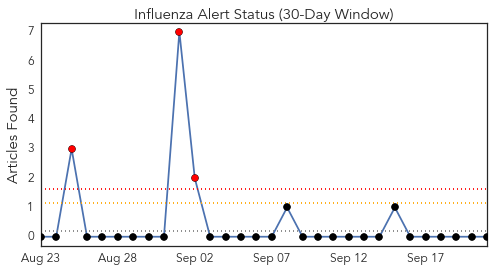 Influenza Alert Status (30-Day Window)
Articles Found
7
6
5
4
3
2
1
0
Aug 23 Aug 28 Sep 02 Sep 07 Sep 12 Sep 17